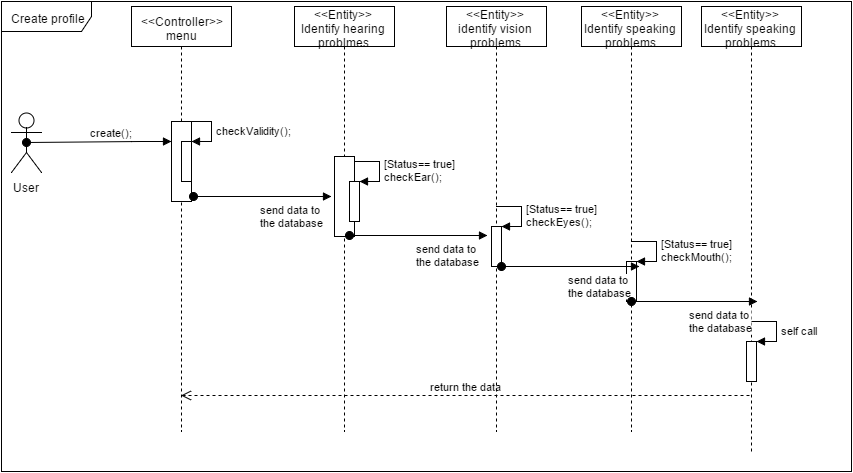 Create profile
<<Controller>>
menu
<<Entity>>
Identify hearing
problmes
<<Entity>>
identify vision
problems
<<Entity>>
Identify speaking
problems
<<Entity>>
Identify speaking
problems
create();
checkValidity();
User
[Status== true]
checkEar();
send data to
the database
[Status== true]
checkEyes();
send data to
the database
[Status== true]
checkMouth();
send data to
the database
send data to
the database
self call
return the data